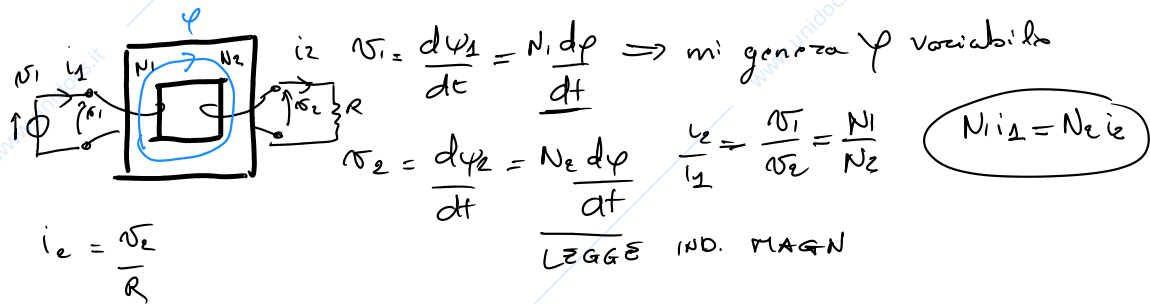 φ
v1 i1 N1 N2 i2 v1 = dψ1/dt = N1 dφ/dt ⇒ mi genera φ variabile
v1 v2 R
v2 = dψ2/dt = N2 dφ/dt i2/i1 = v1/v2 = N1/N2 N1 i1 = N2 i2
LEGGE IND. MAGN
i2 = v2/R